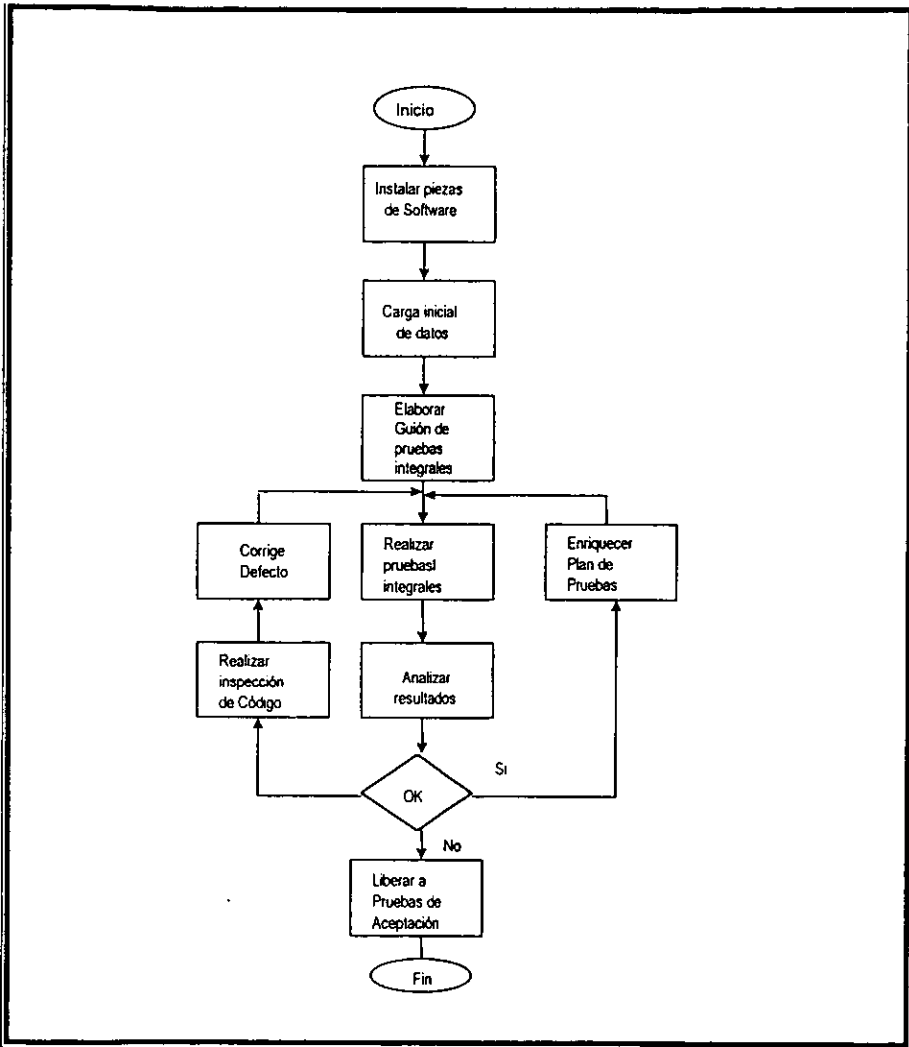 Inicio
Instalar piezas
de Software
Carga inicial
de datos
Elaborar
Guión de
pruebas
integrales
Corrige
Defecto
Realizar
pruebasl
integrales
Enriquecer
Plan de
Pruebas
Realizar
inspección
de Código
Analizar
resultados
Si
OK
No
Liberar a
Pruebas de
Aceptación
Fin